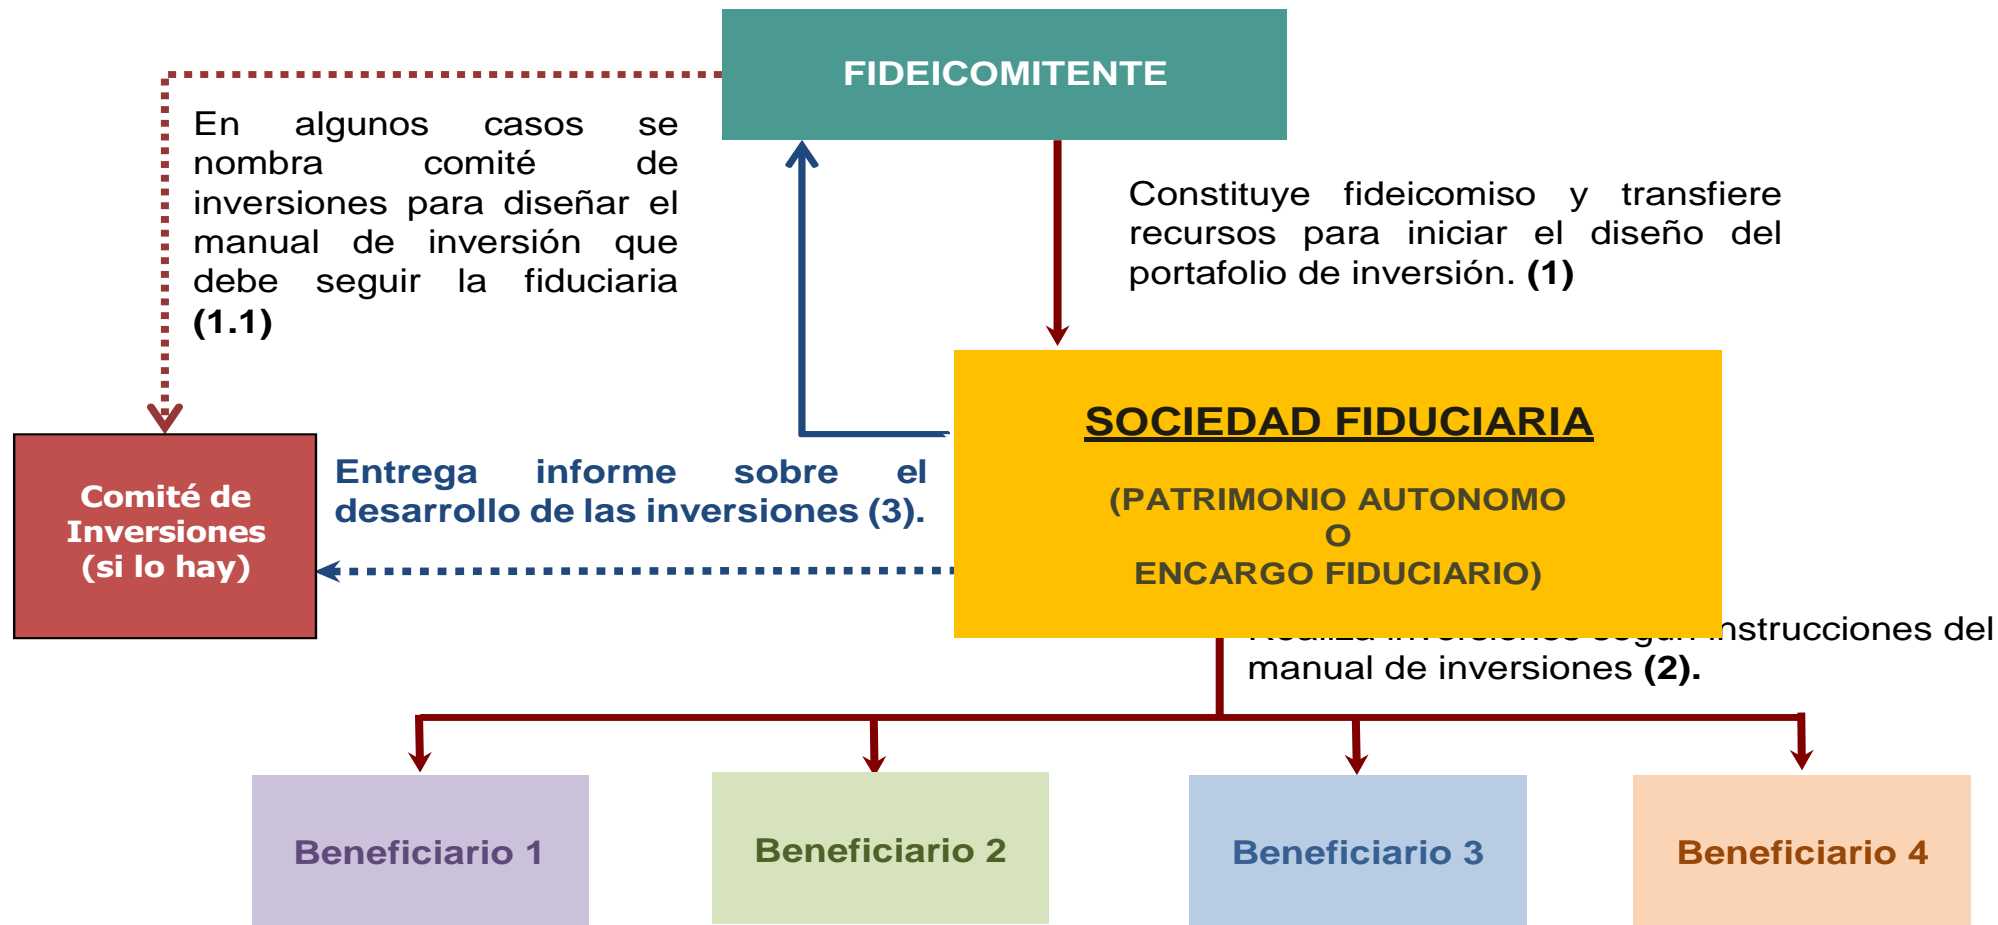 FIDEICOMITENTE
En algunos casos se
nombra comité de
inversiones para diseñar el
manual de inversión que
debe seguir la fiduciaria
(1.1)
Constituye fideicomiso y transfiere
recursos para iniciar el diseño del
portafolio de inversión. (1)
SOCIEDAD FIDUCIARIA
(PATRIMONIO AUTONOMO
O
ENCARGO FIDUCIARIO)
Entrega informe sobre el
desarrollo de las inversiones (3).
Comité de
Inversiones
(si lo hay)
Realiza inversiones según instrucciones del
manual de inversiones (2).
Beneficiario 1
Beneficiario 2
Beneficiario 3
Beneficiario 4